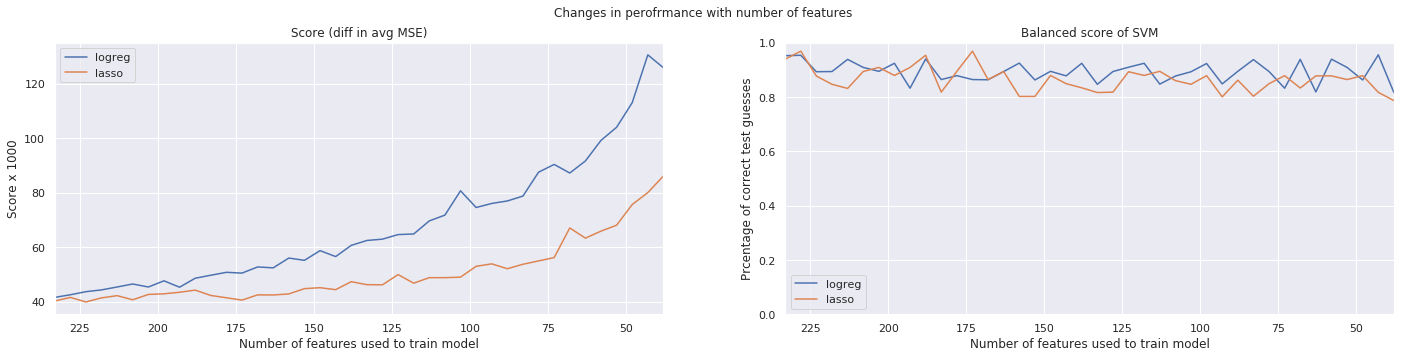 Changes in perofrmance with number of features
Score (diff in avg MSE)
logreg
lasso
120
100
80
60
40
Score x 1000
225 200 175 150 125 100 75 50
Number of features used to train model
Balanced score of SVM
1.0
0.8
0.6
0.4
0.2
0.0
Prcentage of correct test guesses
logreg
lasso
225 200 175 150 125 100 75 50
Number of features used to train model